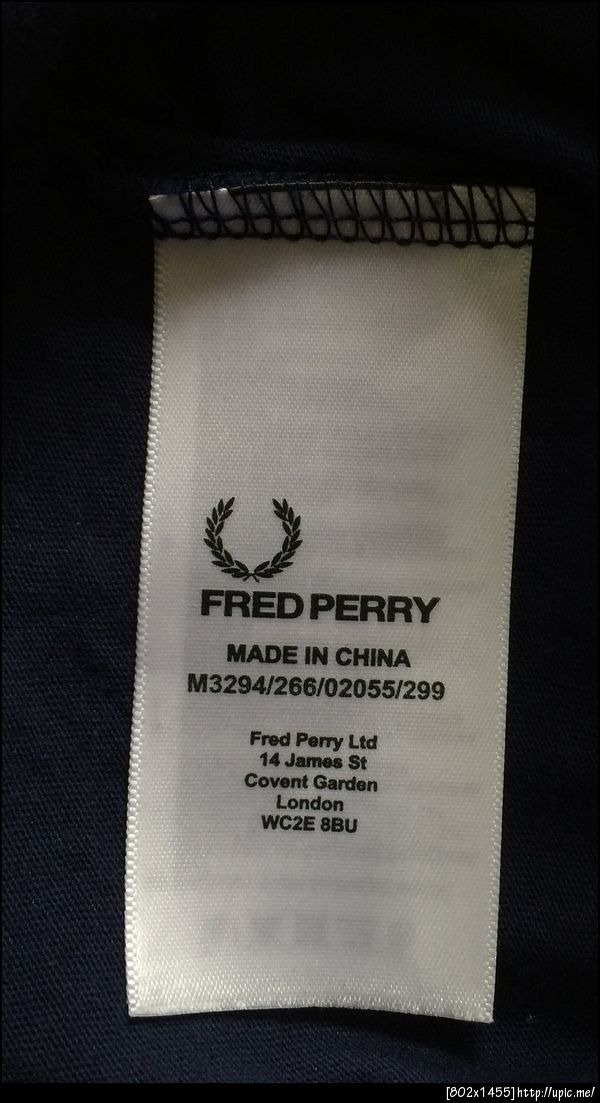 FRED PERRY
MADE IN CHINA
M3294/266/02055/299
Fred Perry Ltd
14 James St
Covent Garden
London
WC2E 8BU
[802x1455]http://upic.me/